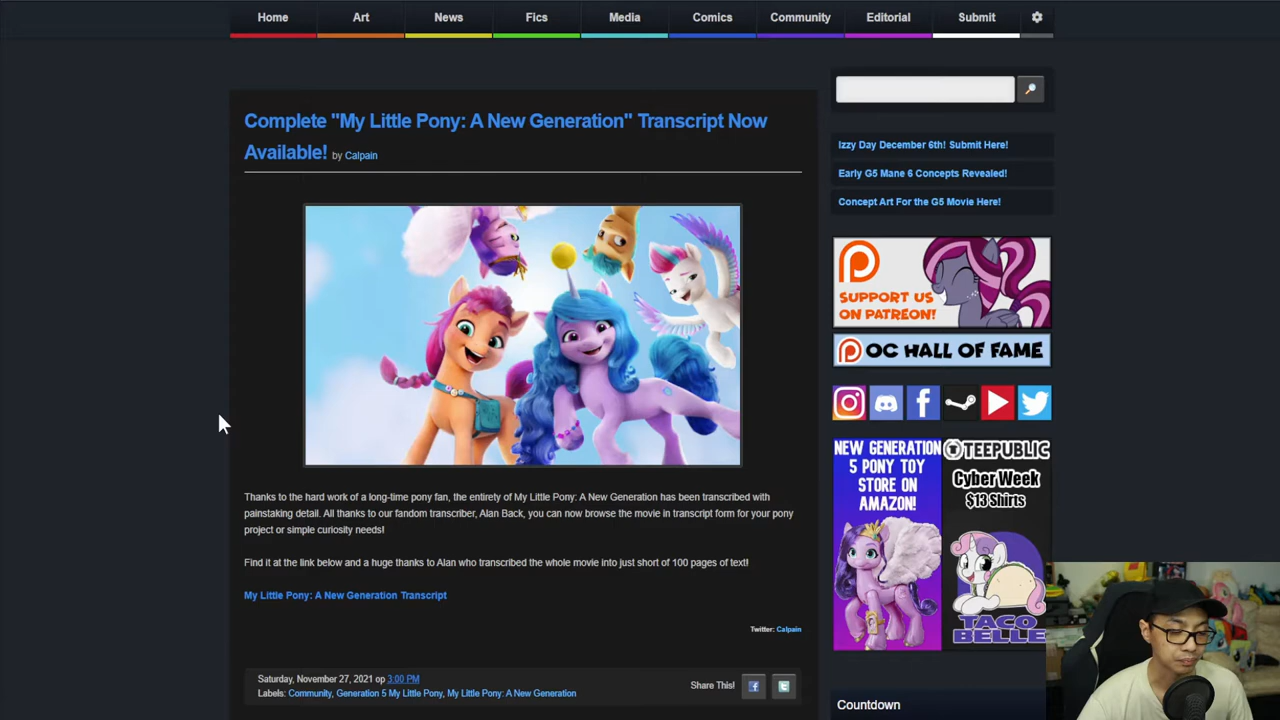 Home Art News Fics Media Comics Community Editorial Submit
Complete "My Little Pony: A New Generation" Transcript Now
Available! by Calpain
Thanks to the hard work of a long-time pony fan, the entirety of My Little Pony: A New Generation has been transcribed with
painstaking detail. All thanks to our fandom transcriber, Alan Back, you can now browse the movie in transcript form for your pony
project or simple curiosity needs!
Find it at the link below and a huge thanks to Alan who transcribed the whole movie into just short of 100 pages of text!
My Little Pony: A New Generation Transcript
Twitter: Calpain
Saturday, November 27, 2021 op 3:00 PM
Labels: Community, Generation 5 My Little Pony, My Little Pony: A New Generation
Share This!
Izzy Day December 6th! Submit Here!
Early G5 Mane 6 Concepts Revealed!
Concept Art For the G5 Movie Here!
SUPPORT US
ON PATREON!
OC HALL OF FAME
NEW GENERATION
5 PONY TOY
STORE ON
AMAZON!
TEEPUBLIC
Cyber Week
$13 Shirts
TACO
BELLE
Countdown